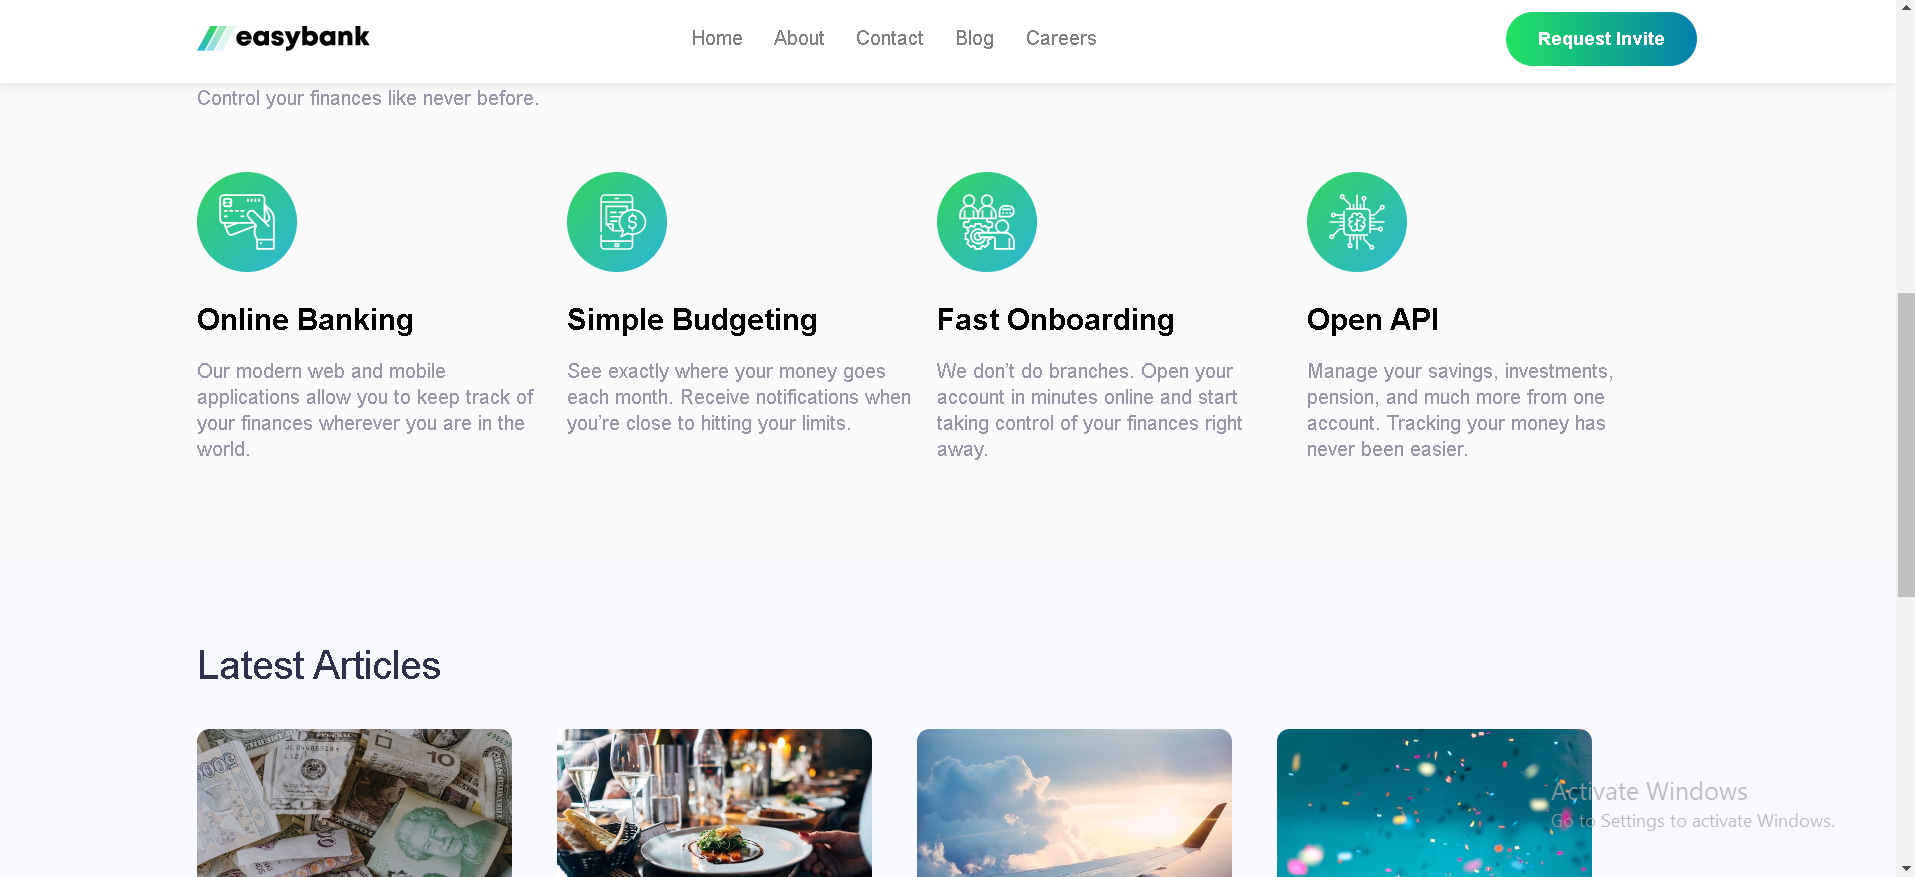 easybank
Home About Contact Blog Careers
Request Invite
Control your finances like never before.
Online Banking
Our modern web and mobile
applications allow you to keep track of
your finances wherever you are in the
world.
Simple Budgeting
See exactly where your money goes
each month. Receive notifications when
you’re close to hitting your limits.
Fast Onboarding
We don’t do branches. Open your
account in minutes online and start
taking control of your finances right
away.
Open API
Manage your savings, investments,
pension, and much more from one
account. Tracking your money has
never been easier.
Latest Articles
10
Activate Windows
Go to Settings to activate Windows.